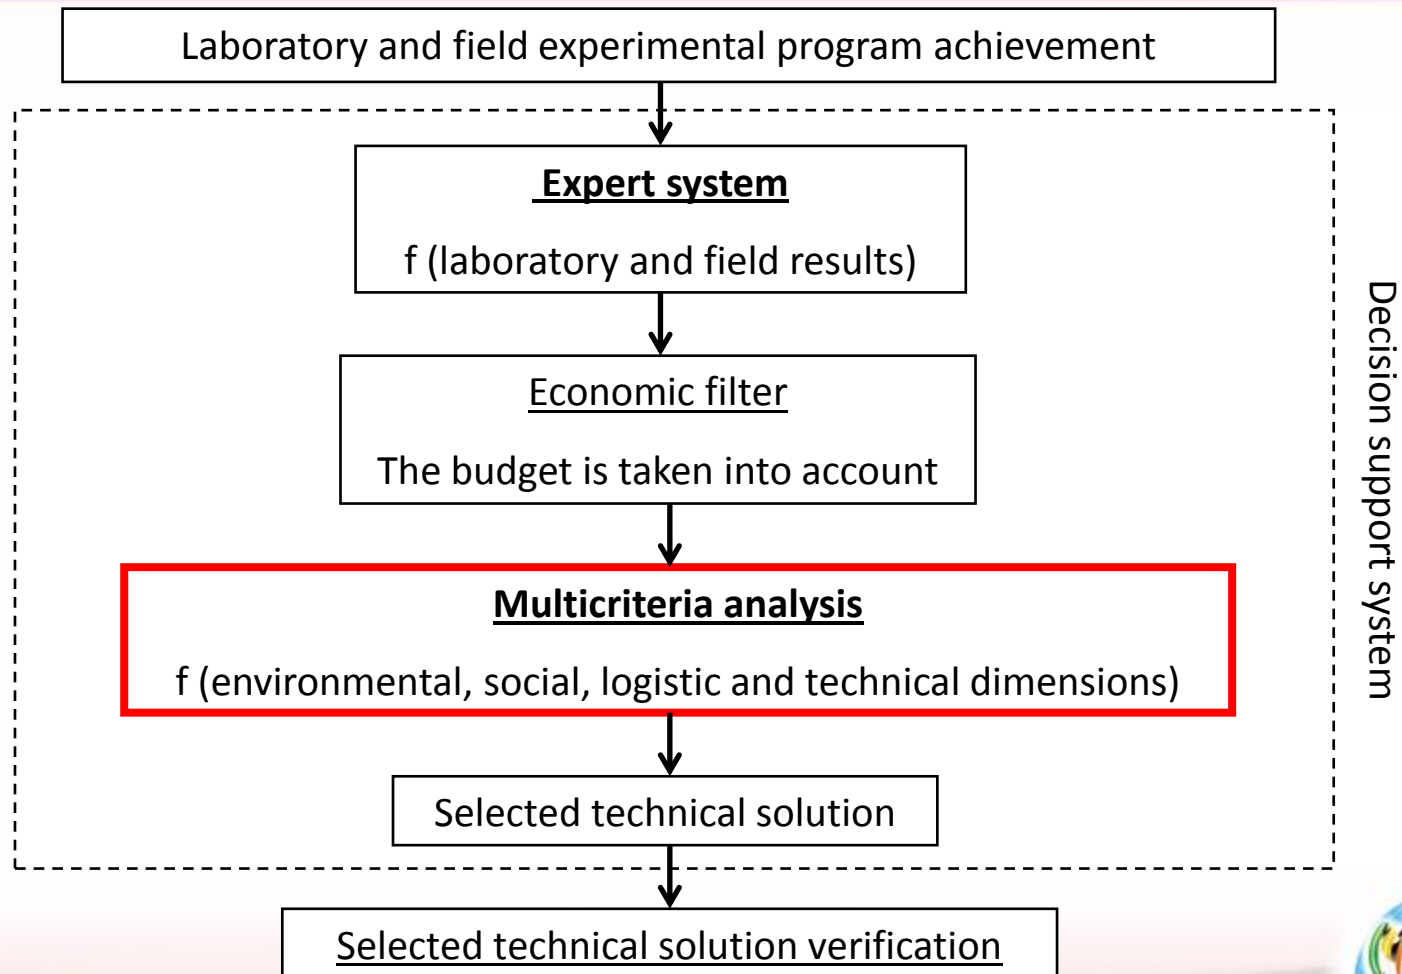 Laboratory and field experimental program achievement
Expert system
f (laboratory and field results)
Economic filter
The budget is taken into account
Multicriteria analysis
f (environmental, social, logistic and technical dimensions)
Selected technical solution
Selected technical solution verification
Decision support system